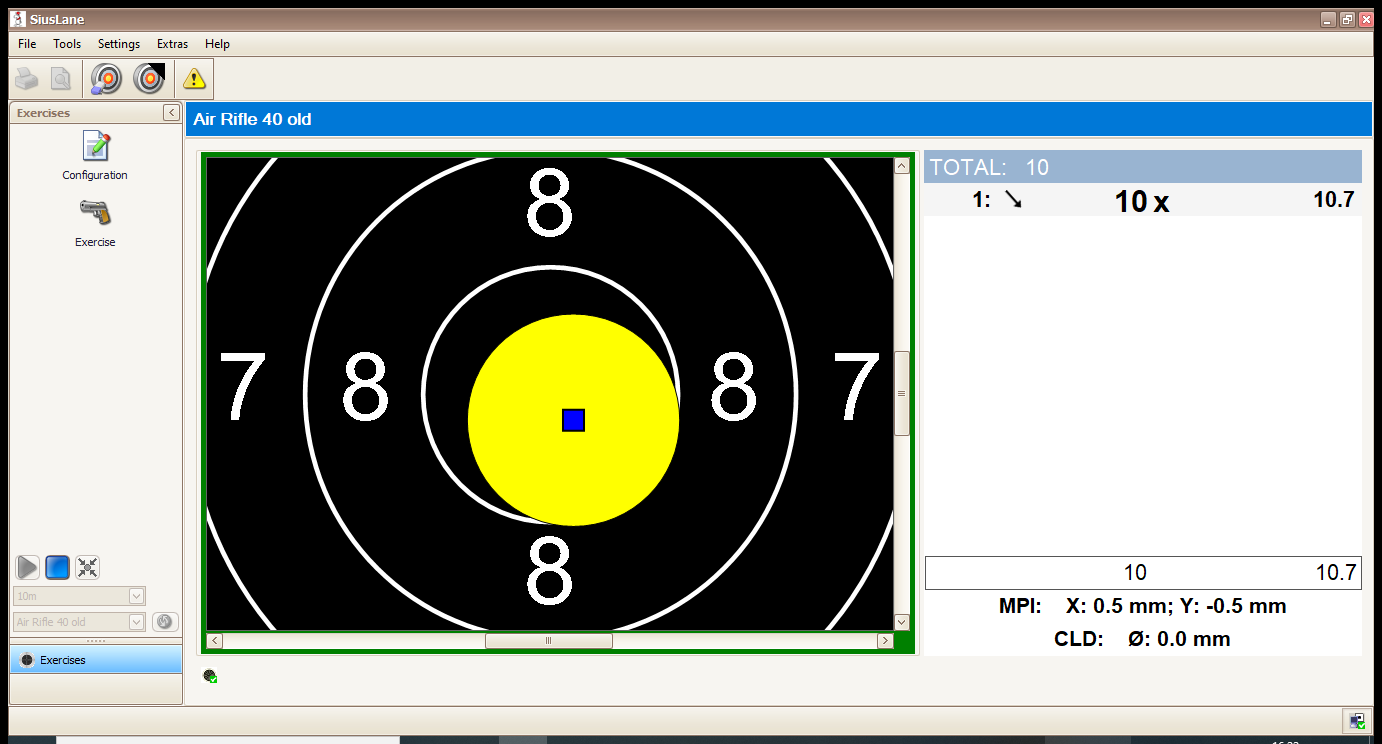 SiusLane
File Tools Settings Extras Help
Exercises
Configuration
Exercise
10m
Air Rifle 40 old
Exercises
Air Rifle 40 old
8
7 8 8 7
8
TOTAL: 10
1: 10 x 10.7
10 10.7
MPI: X: 0.5 mm; Y: -0.5 mm
CLD: Ø: 0.0 mm